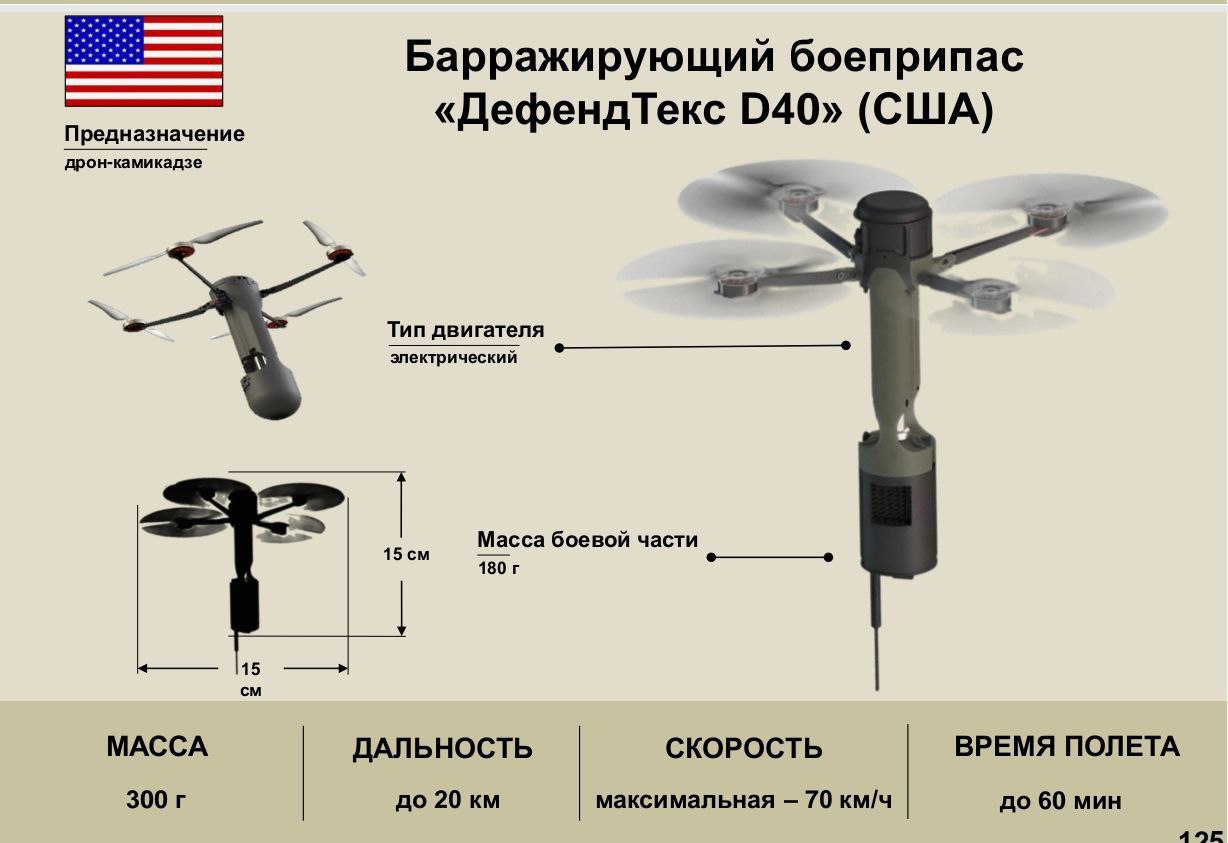 Барражирующий боеприпас
«ДефендТекс D40» (США)
Предназначение
дрон-камикадзе
Тип двигателя
электрический
Масса боевой части
180 г
15 см
15
см
МАССА
300 г
ДАЛЬНОСТЬ
до 20 км
СКОРОСТЬ
максимальная – 70 км/ч
ВРЕМЯ ПОЛЕТА
до 60 мин
125